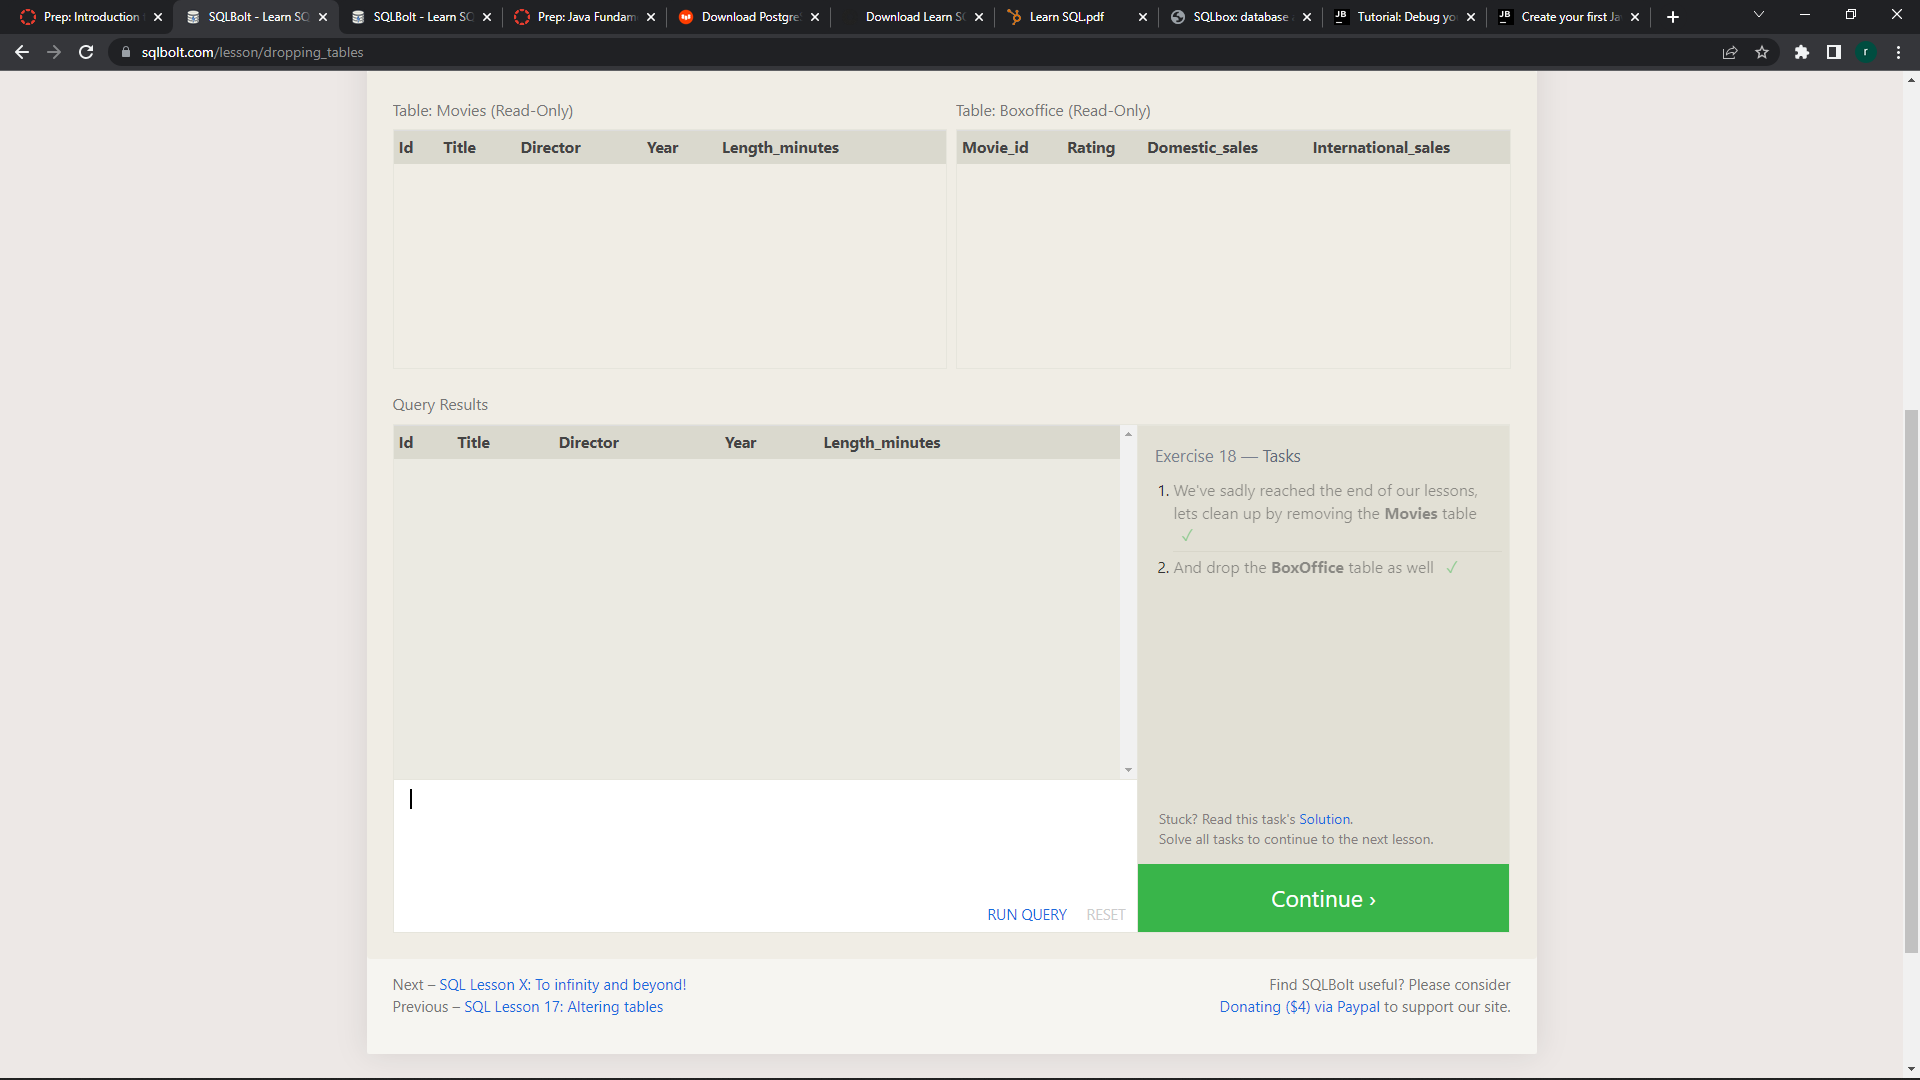 Prep: Introduction
SQLBolt - Learn SQ
SQLBolt - Learn SQ
Prep: Java Fundam
Download Postgre
Download Learn SQ
Learn SQL.pdf
SQLbox: database
JB
Tutorial: Debug yo
JB
Create your first Ja
sqlbolt.com/lesson/dropping_tables
r
Table: Movies (Read-Only)
Table: Boxoffice (Read-Only)
Id Title Director Year Length_minutes
Movie_id Rating Domestic_sales International_sales
Query Results
Id Title Director Year Length_minutes
Exercise 18 — Tasks
1. We've sadly reached the end of our lessons,
lets clean up by removing the Movies table
✓
2. And drop the BoxOffice table as well ✓
Stuck? Read this task's Solution.
Solve all tasks to continue to the next lesson.
RUN QUERY RESET
Continue ›
Next – SQL Lesson X: To infinity and beyond!
Previous – SQL Lesson 17: Altering tables
Find SQLBolt useful? Please consider
Donating ($4) via Paypal to support our site.